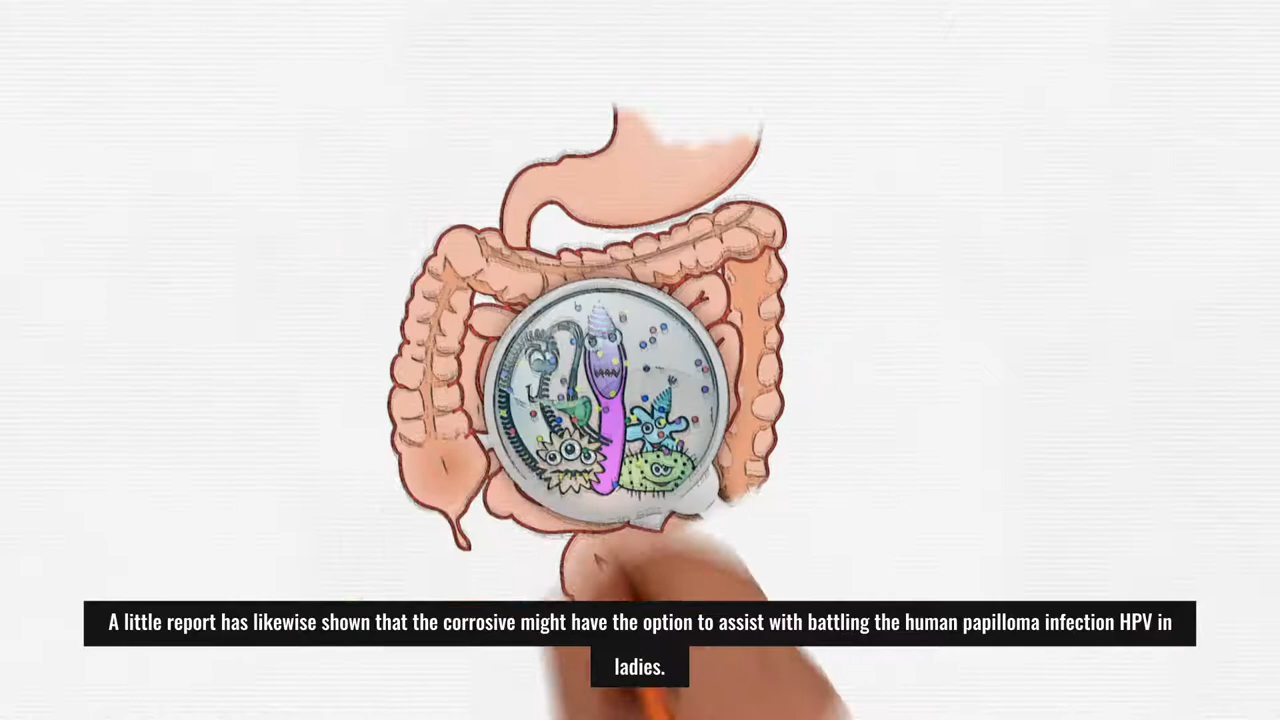 A little report has likewise shown that the corrosive might have the option to assist with battling the human papilloma infection HPV in
ladies.